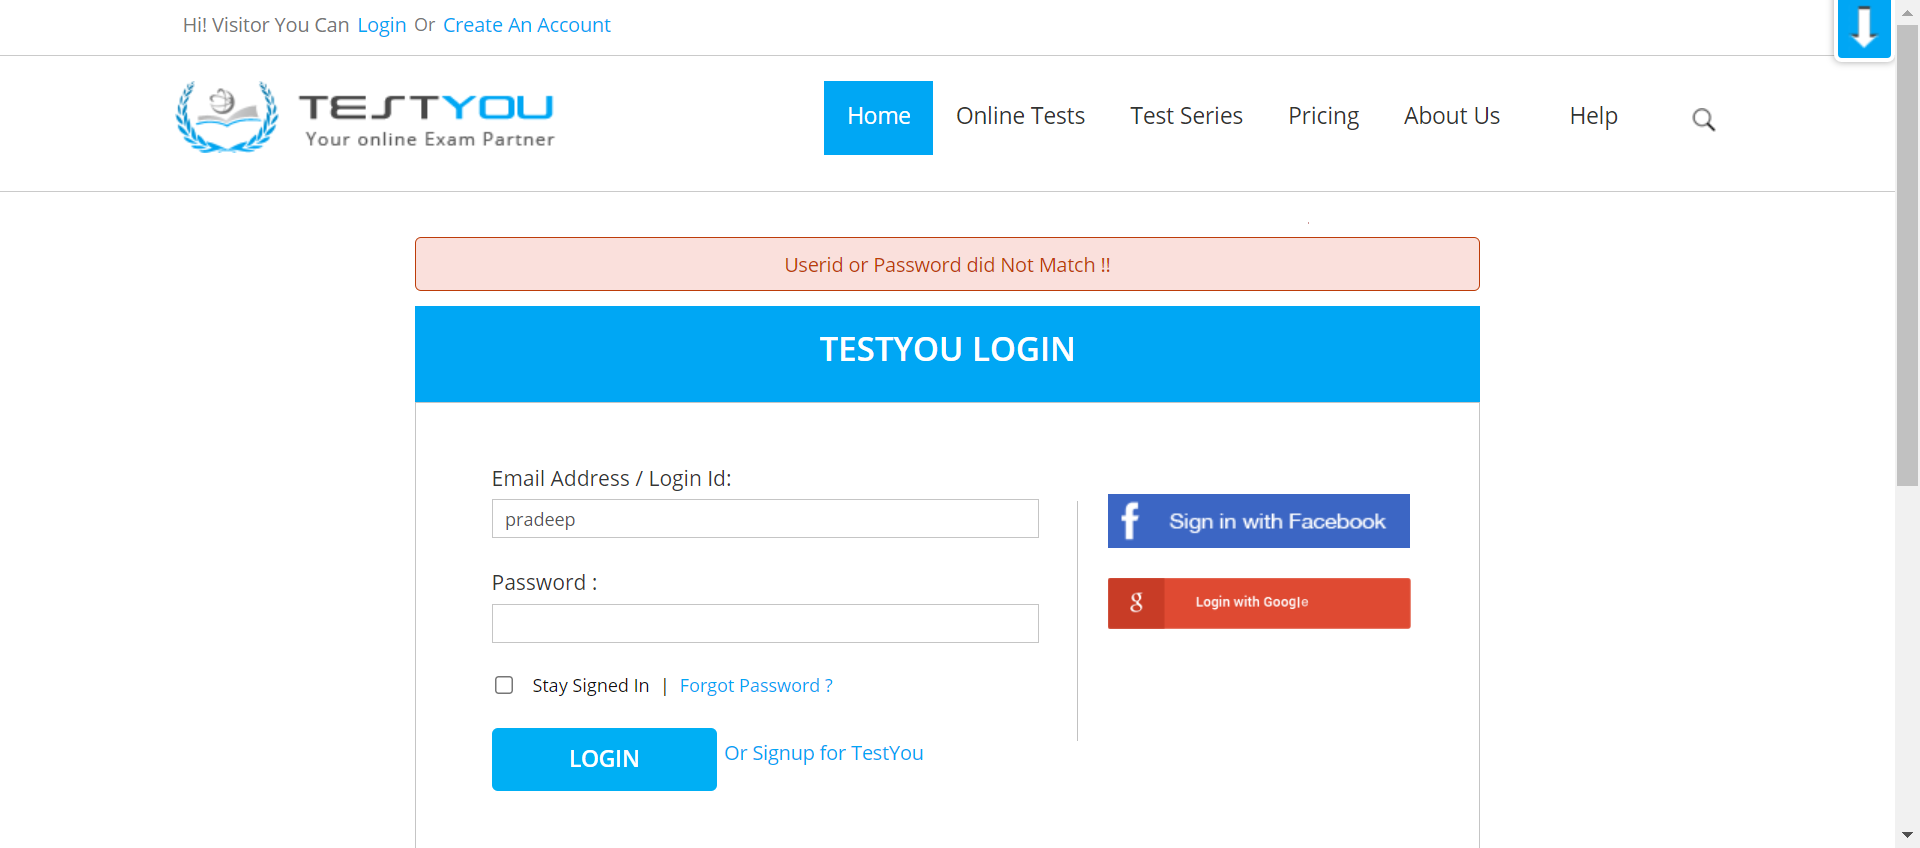 Hi! Visitor You Can Login Or Create An Account
TESTYOU
Your online Exam Partner
Home Online Tests Test Series Pricing About Us Help
Userid or Password did Not Match !!
TESTYOU LOGIN
Email Address / Login Id:
pradeep
Sign in with Facebook
Password :
Login with Google
Stay Signed In | Forgot Password ?
LOGIN Or Signup for TestYou